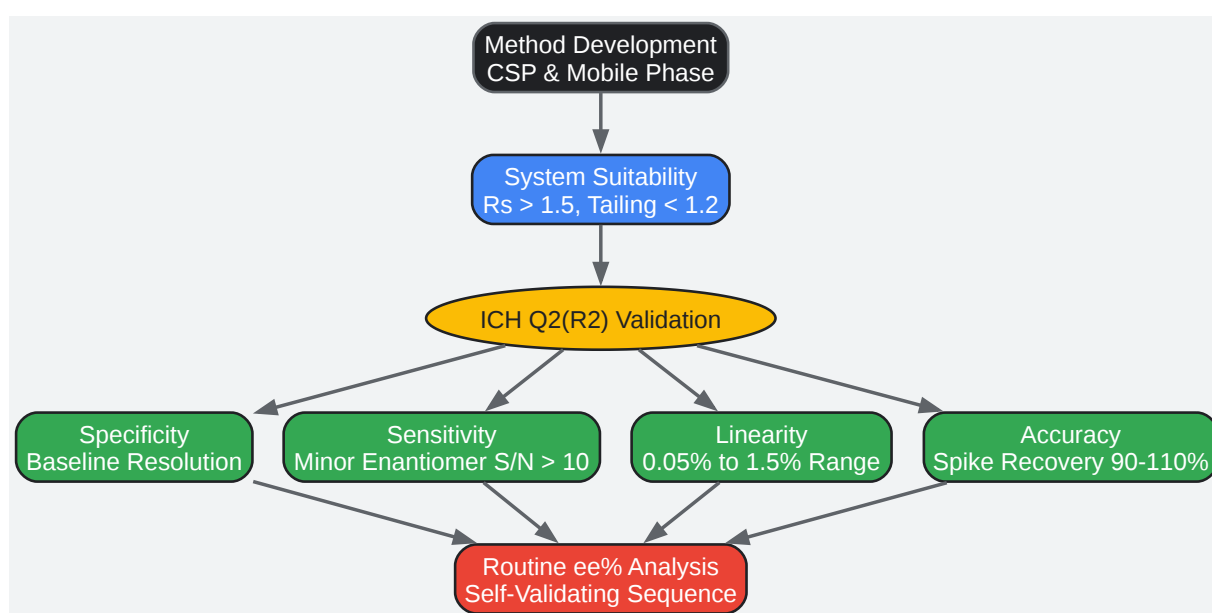 Method Development
CSP & Mobile Phase
System Suitability
Rs > 1.5, Tailing < 1.2
ICH Q2(R2) Validation
Specificity
Baseline Resolution
Sensitivity
Minor Enantiomer S/N > 10
Linearity
0.05% to 1.5% Range
Accuracy
Spike Recovery 90-110%
Routine ee% Analysis
Self-Validating Sequence